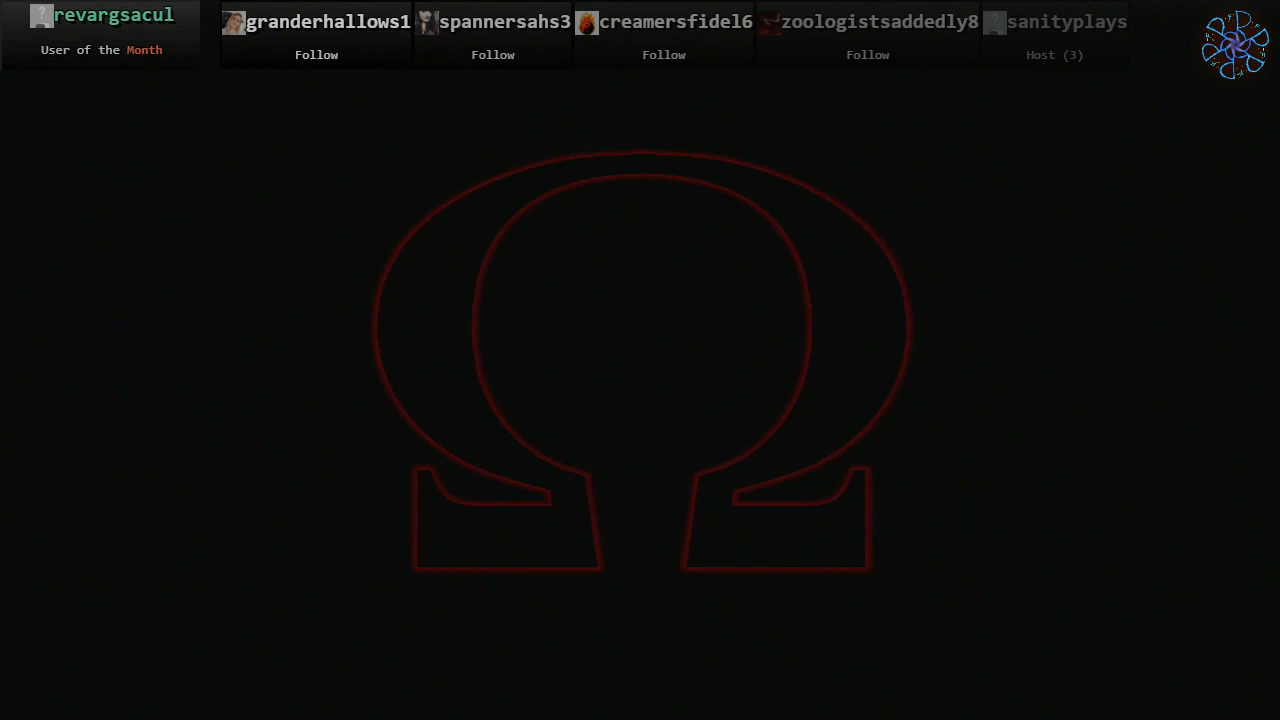 revargsacul
User of the Month
granderhallows1
Follow
spannersahs3
Follow
creamersfidel6
Follow
zoologistsaddedly8
Follow
sanityplays
Host (3)